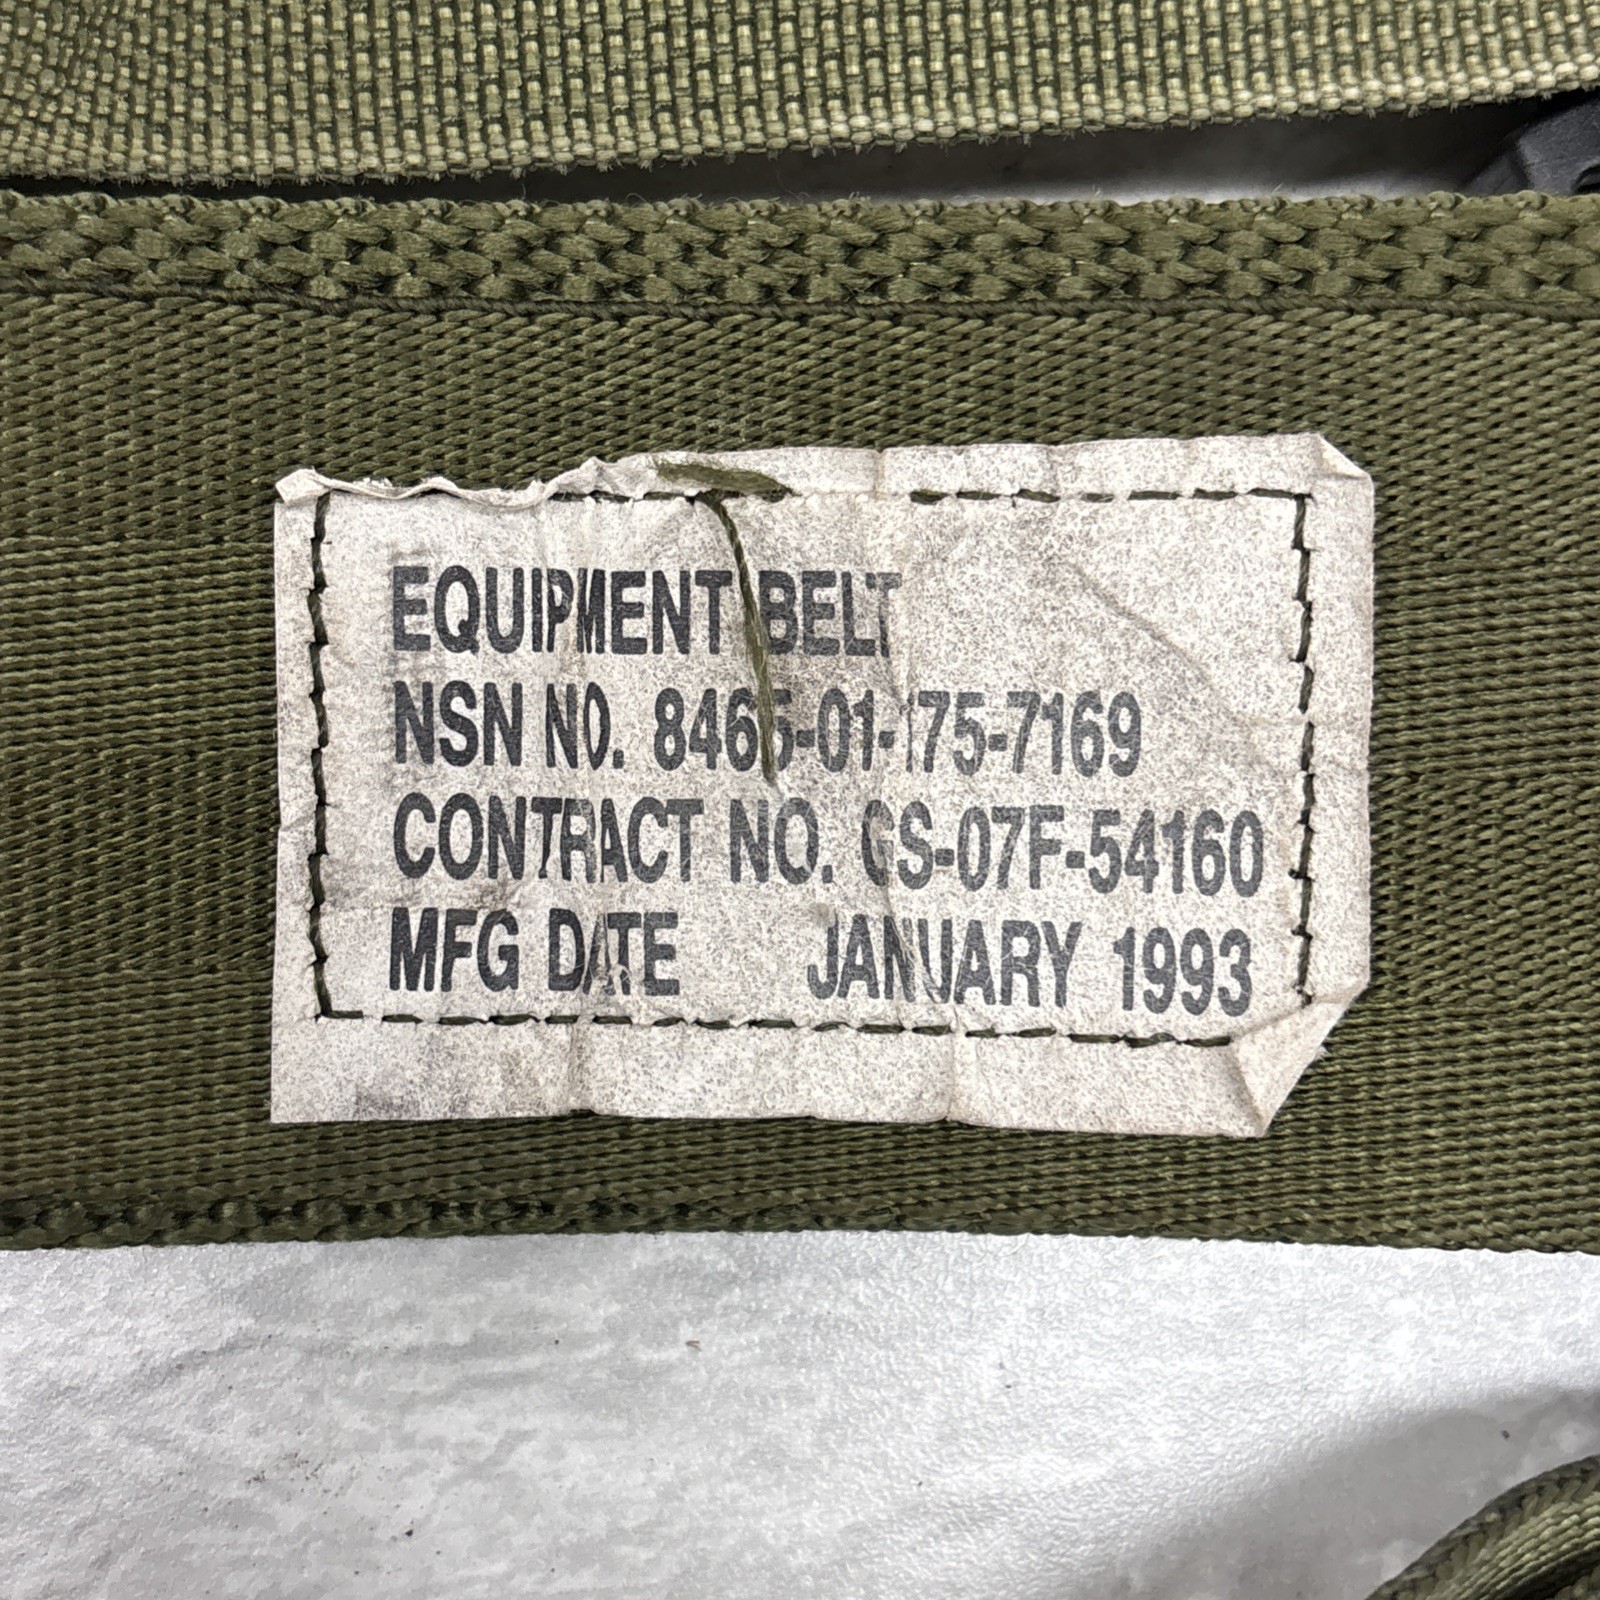 EQUIPMENT BELT
NSN NO. 8465-01-175-7169
CONTRACT NO. GS-07F-54160
MFG DATE JANUARY 1993